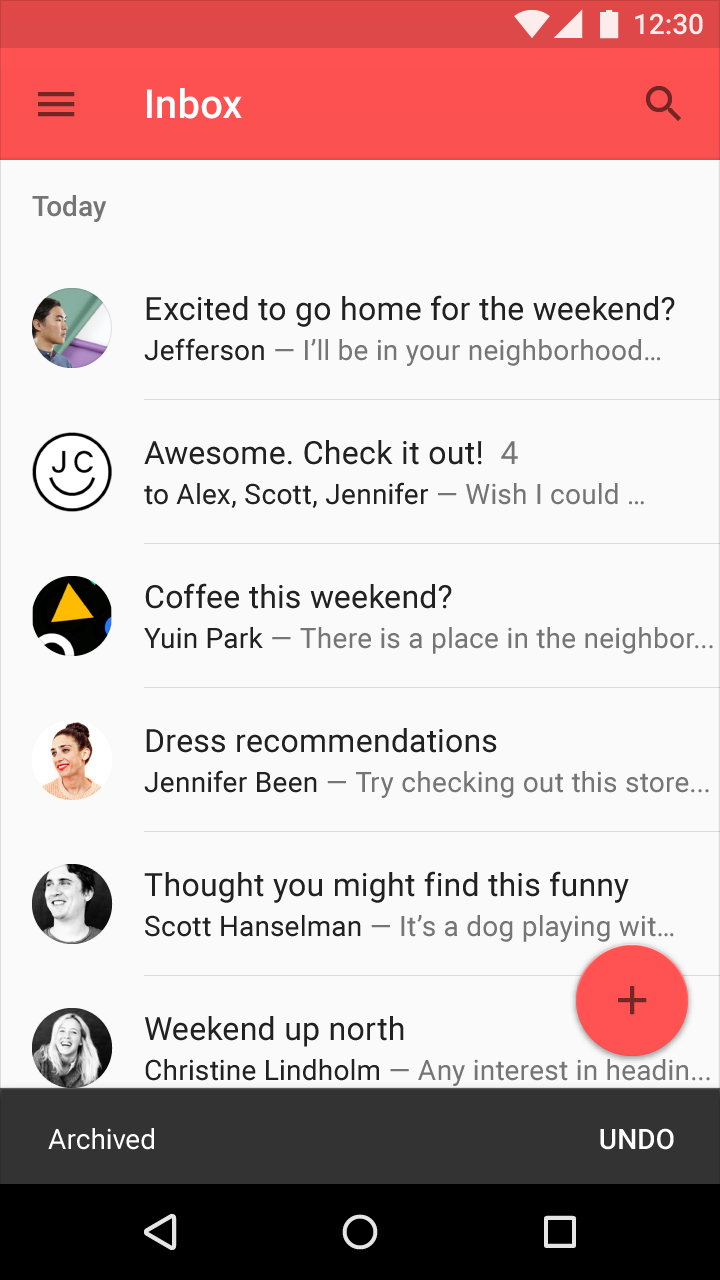 12:30
Inbox
Today
Excited to go home for the weekend?
Jefferson — I’ll be in your neighborhood…
J C
Awesome. Check it out! 4
to Alex, Scott, Jennifer — Wish I could …
Coffee this weekend?
Yuin Park — There is a place in the neighbor...
Dress recommendations
Jennifer Been — Try checking out this store...
Thought you might find this funny
Scott Hanselman — It’s a dog playing wit…
Weekend up north
Christine Lindholm — Any interest in headin...
Archived
UNDO